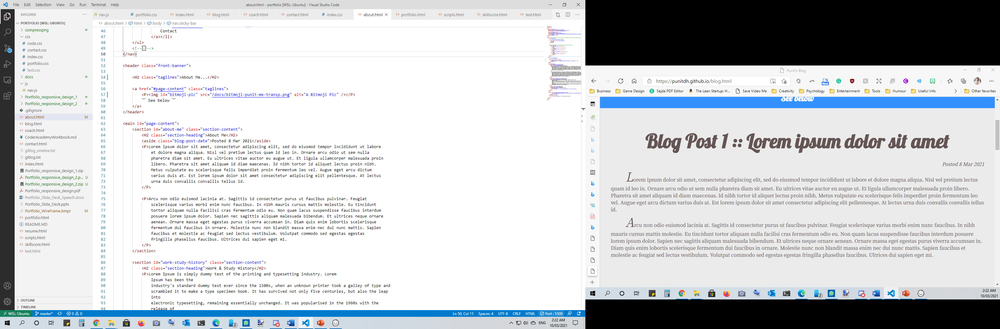 File Edit Selection View Go Run Terminal Help
about.html - portfolio [WSL: Ubuntu] - Visual Studio Code
EXPLORER
PORTFOLIO [WSL: UBUNTU]
compresspng
css
code.css
contact.css
index.css
portfolio.css
test.css
docs
js
nav.js
Portfolio_responsive_design_1
Portfolio_responsive_design_2
.gitignore
about.html M
blog.html
coach.html
CoderAcademyWorkbook.md
contact.html
gitlog_oneline.txt
gitlog.txt
index.html
Portfolio_responsive_design_1.zip
Portfolio_responsive_design_2.p... U
Portfolio_responsive_design_2.zip U
Portfolio_responsive_design.pdf
Portfolio_Slide_Deck_Speech.docx
Portfolio_Slide_Deck.pptx
Portfolio_WireFrame.bmpr M
portfolio.html
README.MD
resume.html
scripts.html
skillscore.html
test.html
OUTLINE
TIMELINE
nav.js portfolio.css index.html blog.html coach.html contact.html index.css about.html portfolio.html scripts.html skillscore.html test.html
about.html > html > body > nav.sticky-bar
46 Contact
47 </a></li>
48 </ul>
49 <!-- -->
50 </nav>
51
52 <header class="front-banner">
53
54 <H2 class="taglines">About Me...</H2>
55
56 <a href="#page-content" class="taglines">
57 <P><img id="bitmoji-pic" src="/docs/bitmoji-punit-me-transp.png" alt="A Bitmoji Pic" /></P>
58 ﹀ See below ﹀
59 </a>
60 </header>
61
62 <main id="page-content">
63 <section id="about-me" class="section-content">
64 <H2 class="section-heading">About Me</H2>
65 <aside class="blog-post-date">Posted 8 Mar 2021</aside>
66 <P>Lorem ipsum dolor sit amet, consectetur adipiscing elit, sed do eiusmod tempor incididunt ut labore
67 et dolore magna aliqua. Nisl vel pretium lectus quam id leo in. Ornare arcu odio ut sem nulla
68 pharetra diam sit amet. Eu ultrices vitae auctor eu augue ut. Et ligula ullamcorper malesuada proin
69 libero. Pharetra sit amet aliquam id diam maecenas. Id nibh tortor id aliquet lectus proin nibh.
70 Metus vulputate eu scelerisque felis imperdiet proin fermentum leo vel. Augue eget arcu dictum
71 varius duis at. Est lorem ipsum dolor sit amet consectetur adipiscing elit pellentesque. At lectus
72 urna duis convallis convallis tellus id.
73 </P>
74
75 <P>Arcu non odio euismod lacinia at. Sagittis id consectetur purus ut faucibus pulvinar. Feugiat
76 scelerisque varius morbi enim nunc faucibus. In nibh mauris cursus mattis molestie. Eu tincidunt
77 tortor aliquam nulla facilisi cras fermentum odio eu. Non quam lacus suspendisse faucibus interdum
78 posuere lorem ipsum dolor. Sapien nec sagittis aliquam malesuada bibendum. Et ultrices neque ornare
79 aenean. Ornare massa eget egestas purus viverra accumsan in. Diam quis enim lobortis scelerisque
80 fermentum dui faucibus in ornare. Molestie nunc non blandit massa enim nec dui nunc mattis. Sapien
81 faucibus et molestie ac feugiat sed lectus vestibulum. Volutpat commodo sed egestas egestas
82 fringilla phasellus faucibus. Ultrices dui sapien eget mi.
83 </P>
84 </section>
85
86 <section id="work-study-history" class="section-content">
87 <H2 class="section-heading">Work & Study History</H2>
88 <P>Lorem Ipsum is simply dummy text of the printing and typesetting industry. Lorem
89 Ipsum has been the
90 industry's standard dummy text ever since the 1500s, when an unknown printer took a galley of type and
91 scrambled it to make a type specimen book. It has survived not only five centuries, but also the leap
92 into
93 electronic typesetting, remaining essentially unchanged. It was popularised in the 1960s with the
94 release of
WSL: Ubuntu master* 0 0 Ln 50, Col 11 Spaces: 4 UTF-8 CRLF HTML Port : 5500
2 ENG 2:22 AM
10/03/2021
Punit's Blog
https://punitdh.github.io/blog.html
New
Business Game Design Sejda PDF Editor The Lean Startup: H... Save Video Me Creativity Psychology Entertainment Tools Humour Useful Info Other favorites
See below
Blog Post 1 :: Lorem ipsum dolor sit amet
Posted 8 Mar 2021
Lorem ipsum dolor sit amet, consectetur adipiscing elit, sed do eiusmod tempor incididunt ut labore et dolore magna aliqua. Nisl vel pretium lectus
quam id leo in. Ornare arcu odio ut sem nulla pharetra diam sit amet. Eu ultrices vitae auctor eu augue ut. Et ligula ullamcorper malesuada proin libero.
Pharetra sit amet aliquam id diam maecenas. Id nibh tortor id aliquet lectus proin nibh. Metus vulputate eu scelerisque felis imperdiet proin fermentum leo
vel. Augue eget arcu dictum varius duis at. Est lorem ipsum dolor sit amet consectetur adipiscing elit pellentesque. At lectus urna duis convallis convallis tellus
id.
Arcu non odio euismod lacinia at. Sagittis id consectetur purus ut faucibus pulvinar. Feugiat scelerisque varius morbi enim nunc faucibus. In nibh
mauris cursus mattis molestie. Eu tincidunt tortor aliquam nulla facilisi cras fermentum odio eu. Non quam lacus suspendisse faucibus interdum posuere
lorem ipsum dolor. Sapien nec sagittis aliquam malesuada bibendum. Et ultrices neque ornare aenean. Ornare massa eget egestas purus viverra accumsan in.
Diam quis enim lobortis scelerisque fermentum dui faucibus in ornare. Molestie nunc non blandit massa enim nec dui nunc mattis. Sapien faucibus et
molestie ac feugiat sed lectus vestibulum. Volutpat commodo sed egestas egestas fringilla phasellus faucibus. Ultrices dui sapien eget mi.
2 2:22 AM
10/03/2021